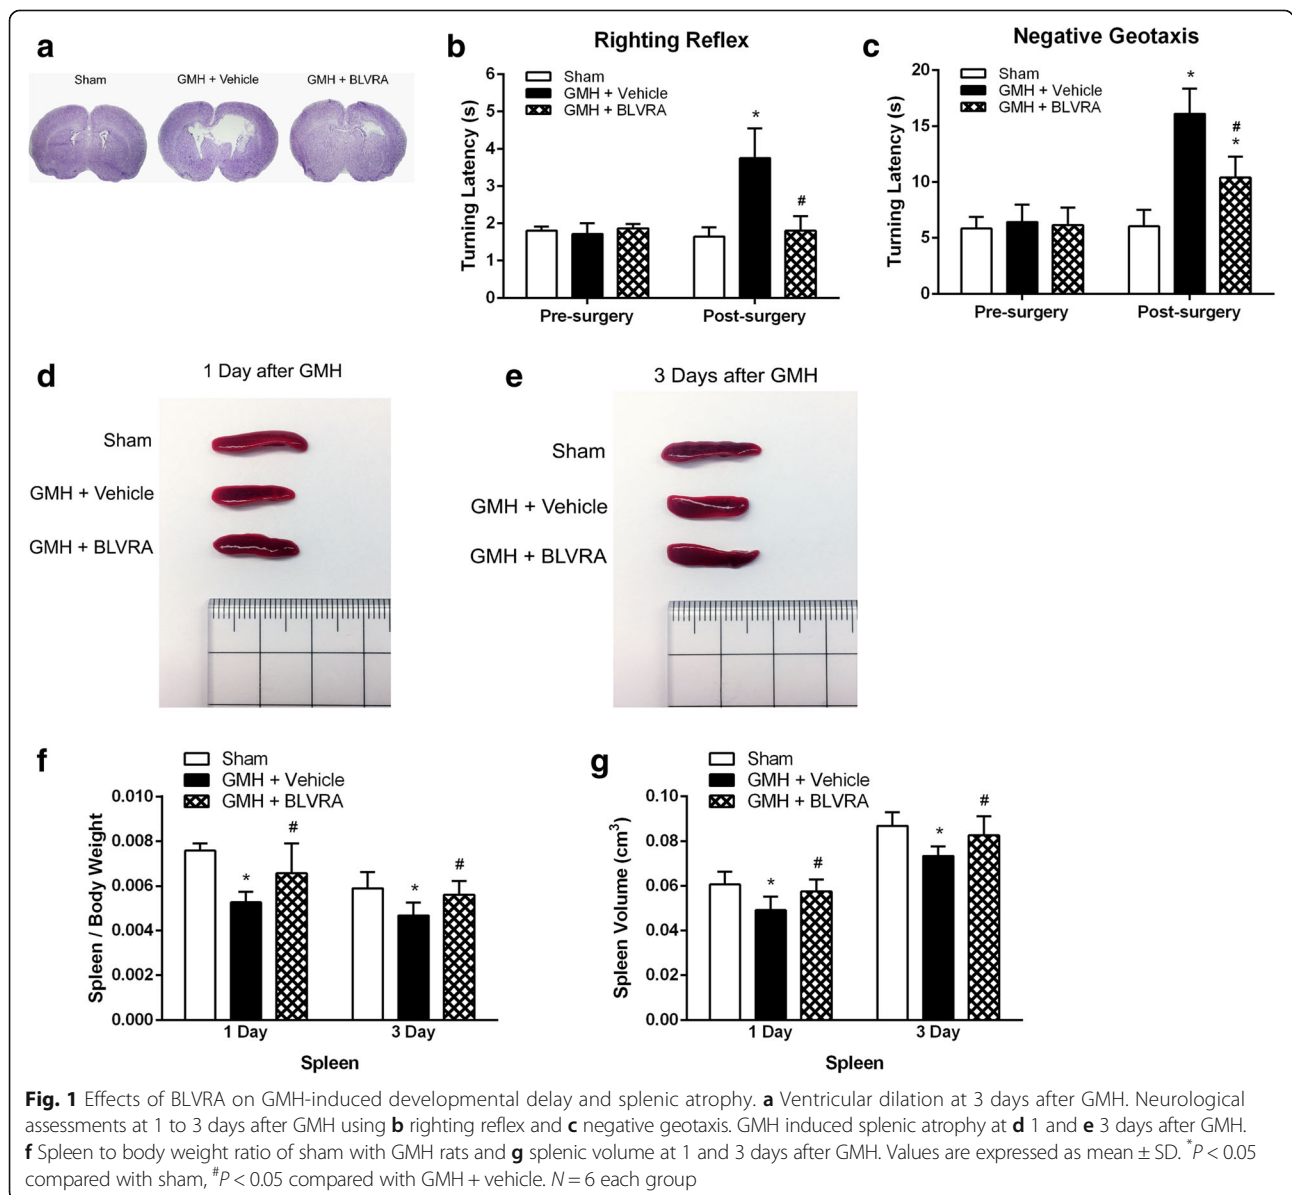 a
Sham
GMH + Vehicle
GMH + BLVRA
b
Righting Reflex
Sham
GMH + Vehicle
GMH + BLVRA
Turning Latency (s)
6
5
4
3
2
1
0
*
#
Pre-surgery
Post-surgery
c
Negative Geotaxis
Sham
GMH + Vehicle
GMH + BLVRA
Turning Latency (s)
20
15
10
5
0
*
#
*
Pre-surgery
Post-surgery
d
1 Day after GMH
Sham
GMH + Vehicle
GMH + BLVRA
e
3 Days after GMH
Sham
GMH + Vehicle
GMH + BLVRA
f
Sham
GMH + Vehicle
GMH + BLVRA
Spleen / Body Weight
0.010
0.008
0.006
0.004
0.002
0.000
*
#
*
#
1 Day
3 Day
Spleen
g
Sham
GMH + Vehicle
GMH + BLVRA
Spleen Volume (cm³)
0.10
0.08
0.06
0.04
0.02
0.00
*
#
*
#
1 Day
3 Day
Spleen
Fig. 1 Effects of BLVRA on GMH-induced developmental delay and splenic atrophy. a Ventricular dilation at 3 days after GMH. Neurological
assessments at 1 to 3 days after GMH using b righting reflex and c negative geotaxis. GMH induced splenic atrophy at d 1 and e 3 days after GMH.
f Spleen to body weight ratio of sham with GMH rats and g splenic volume at 1 and 3 days after GMH. Values are expressed as mean ± SD. *P < 0.05
compared with sham, #P < 0.05 compared with GMH + vehicle. N = 6 each group